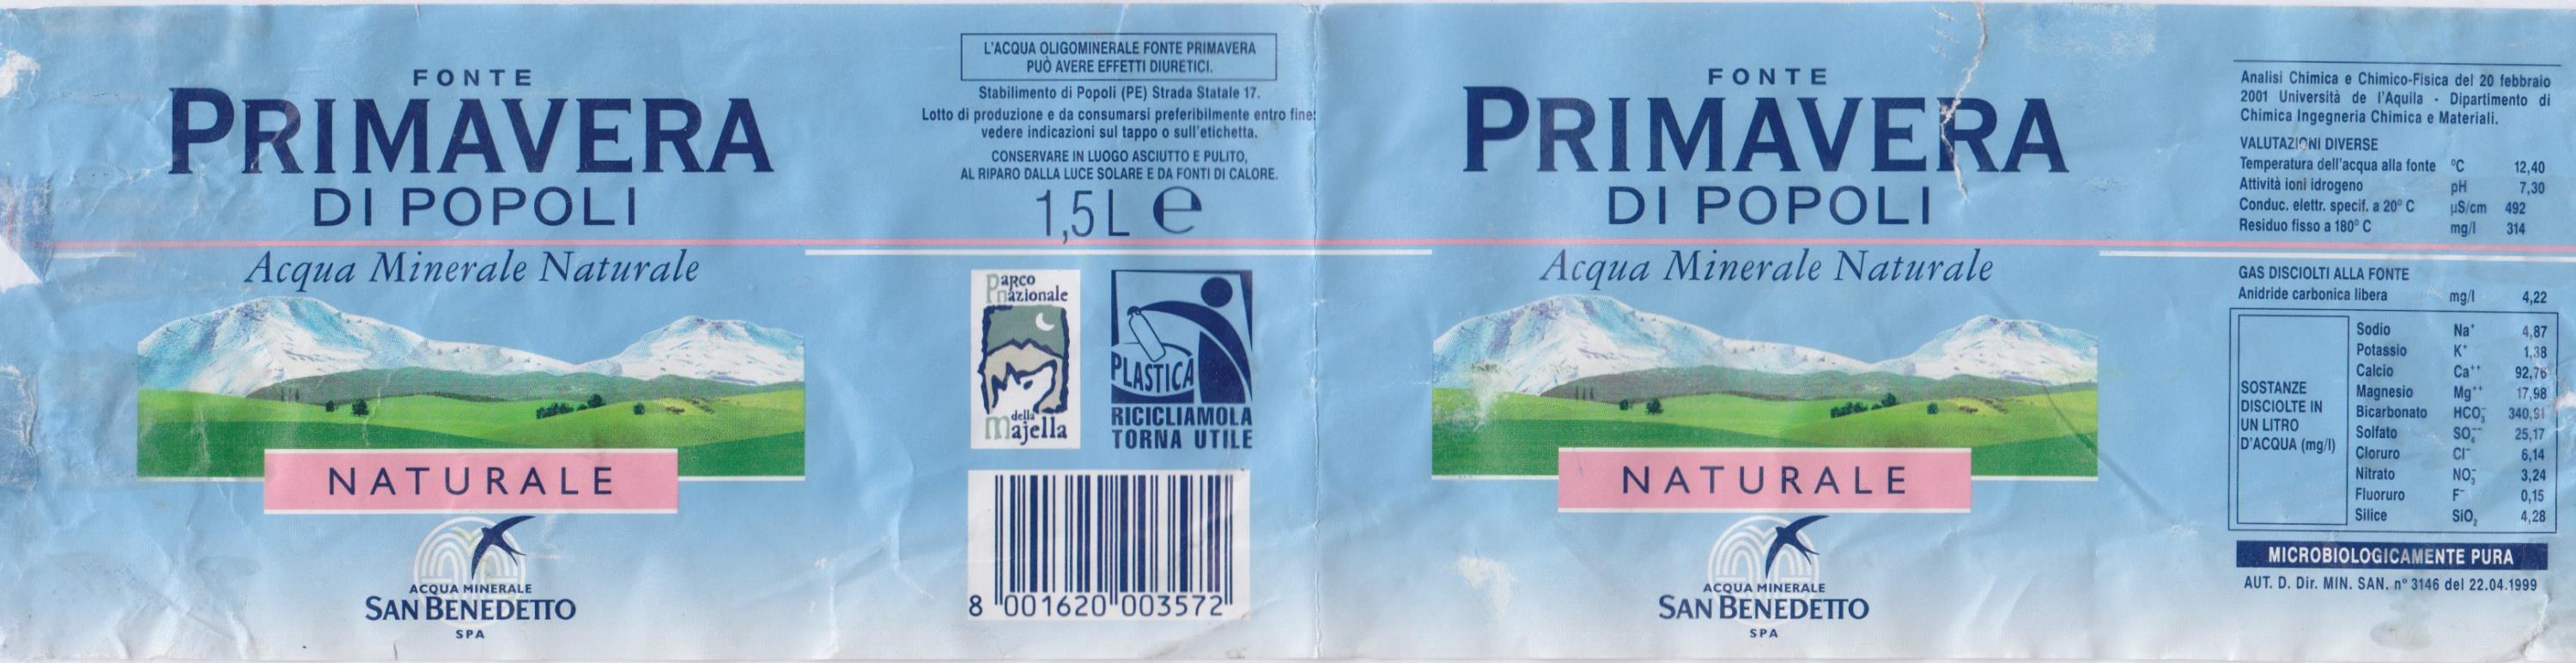 FONTE
PRIMAVERA
DI POPOLI
Acqua Minerale Naturale
NATURALE
ACQUA MINERALE
SAN BENEDETTO
SPA
L'ACQUA OLIGOMINERALE FONTE PRIMAVERA
PUÒ AVERE EFFETTI DIURETICI.
Stabilimento di Popoli (PE) Strada Statale 17.
Lotto di produzione e da consumarsi preferibilmente entro fine:
vedere indicazioni sul tappo o sull'etichetta.
CONSERVARE IN LUOGO ASCIUTTO E PULITO,
AL RIPARO DALLA LUCE SOLARE E DA FONTI DI CALORE.
1,5 L e
Parco
nazionale
della
Majella
PLASTICA
RICICLIAMOLA
TORNA UTILE
8 001620 003572
FONTE
PRIMAVERA
DI POPOLI
Acqua Minerale Naturale
NATURALE
ACQUA MINERALE
SAN BENEDETTO
SPA
Analisi Chimica e Chimico-Fisica del 20 febbraio
2001 Università de l'Aquila - Dipartimento di
Chimica Ingegneria Chimica e Materiali.
VALUTAZIONI DIVERSE
Temperatura dell'acqua alla fonte °C 12,40
Attività ioni idrogeno pH 7,30
Conduc. elettr. specif. a 20° C µS/cm 492
Residuo fisso a 180° C mg/l 314
GAS DISCIOLTI ALLA FONTE
Anidride carbonica libera mg/l 4,22
SOSTANZE
DISCIOLTE IN
UN LITRO
D'ACQUA (mg/l)
Sodio Na⁺ 4,87
Potassio K⁺ 1,38
Calcio Ca⁺⁺ 92,76
Magnesio Mg⁺⁺ 17,98
Bicarbonato HCO₃⁻ 340,91
Solfato SO₄⁻⁻ 25,17
Cloruro Cl⁻ 6,14
Nitrato NO₃⁻ 3,24
Fluoruro F⁻ 0,15
Silice SiO₂ 4,28
MICROBIOLOGICAMENTE PURA
AUT. D. Dir. MIN. SAN. n° 3146 del 22.04.1999